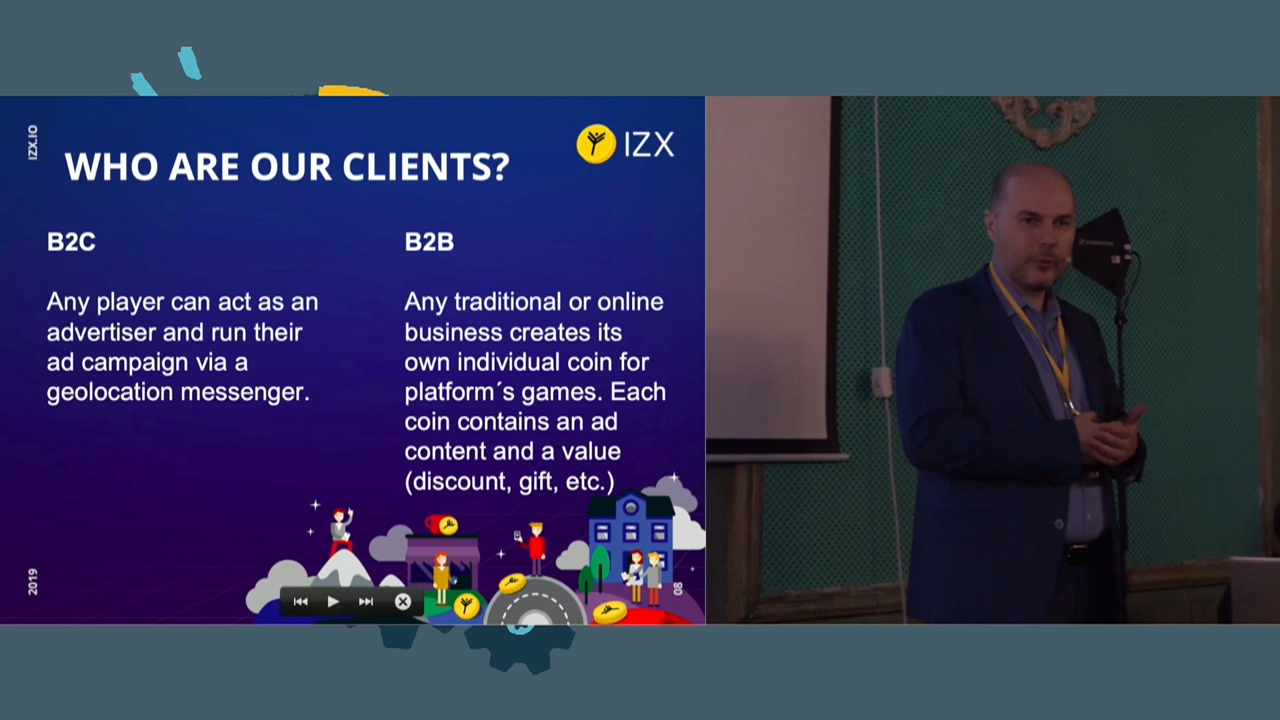 IZX.IO
IZX
WHO ARE OUR CLIENTS?
B2C
Any player can act as an
advertiser and run their
ad campaign via a
geolocation messenger.
B2B
Any traditional or online
business creates its
own individual coin for
platform´s games. Each
coin contains an ad
content and a value
(discount, gift, etc.)
2019
08